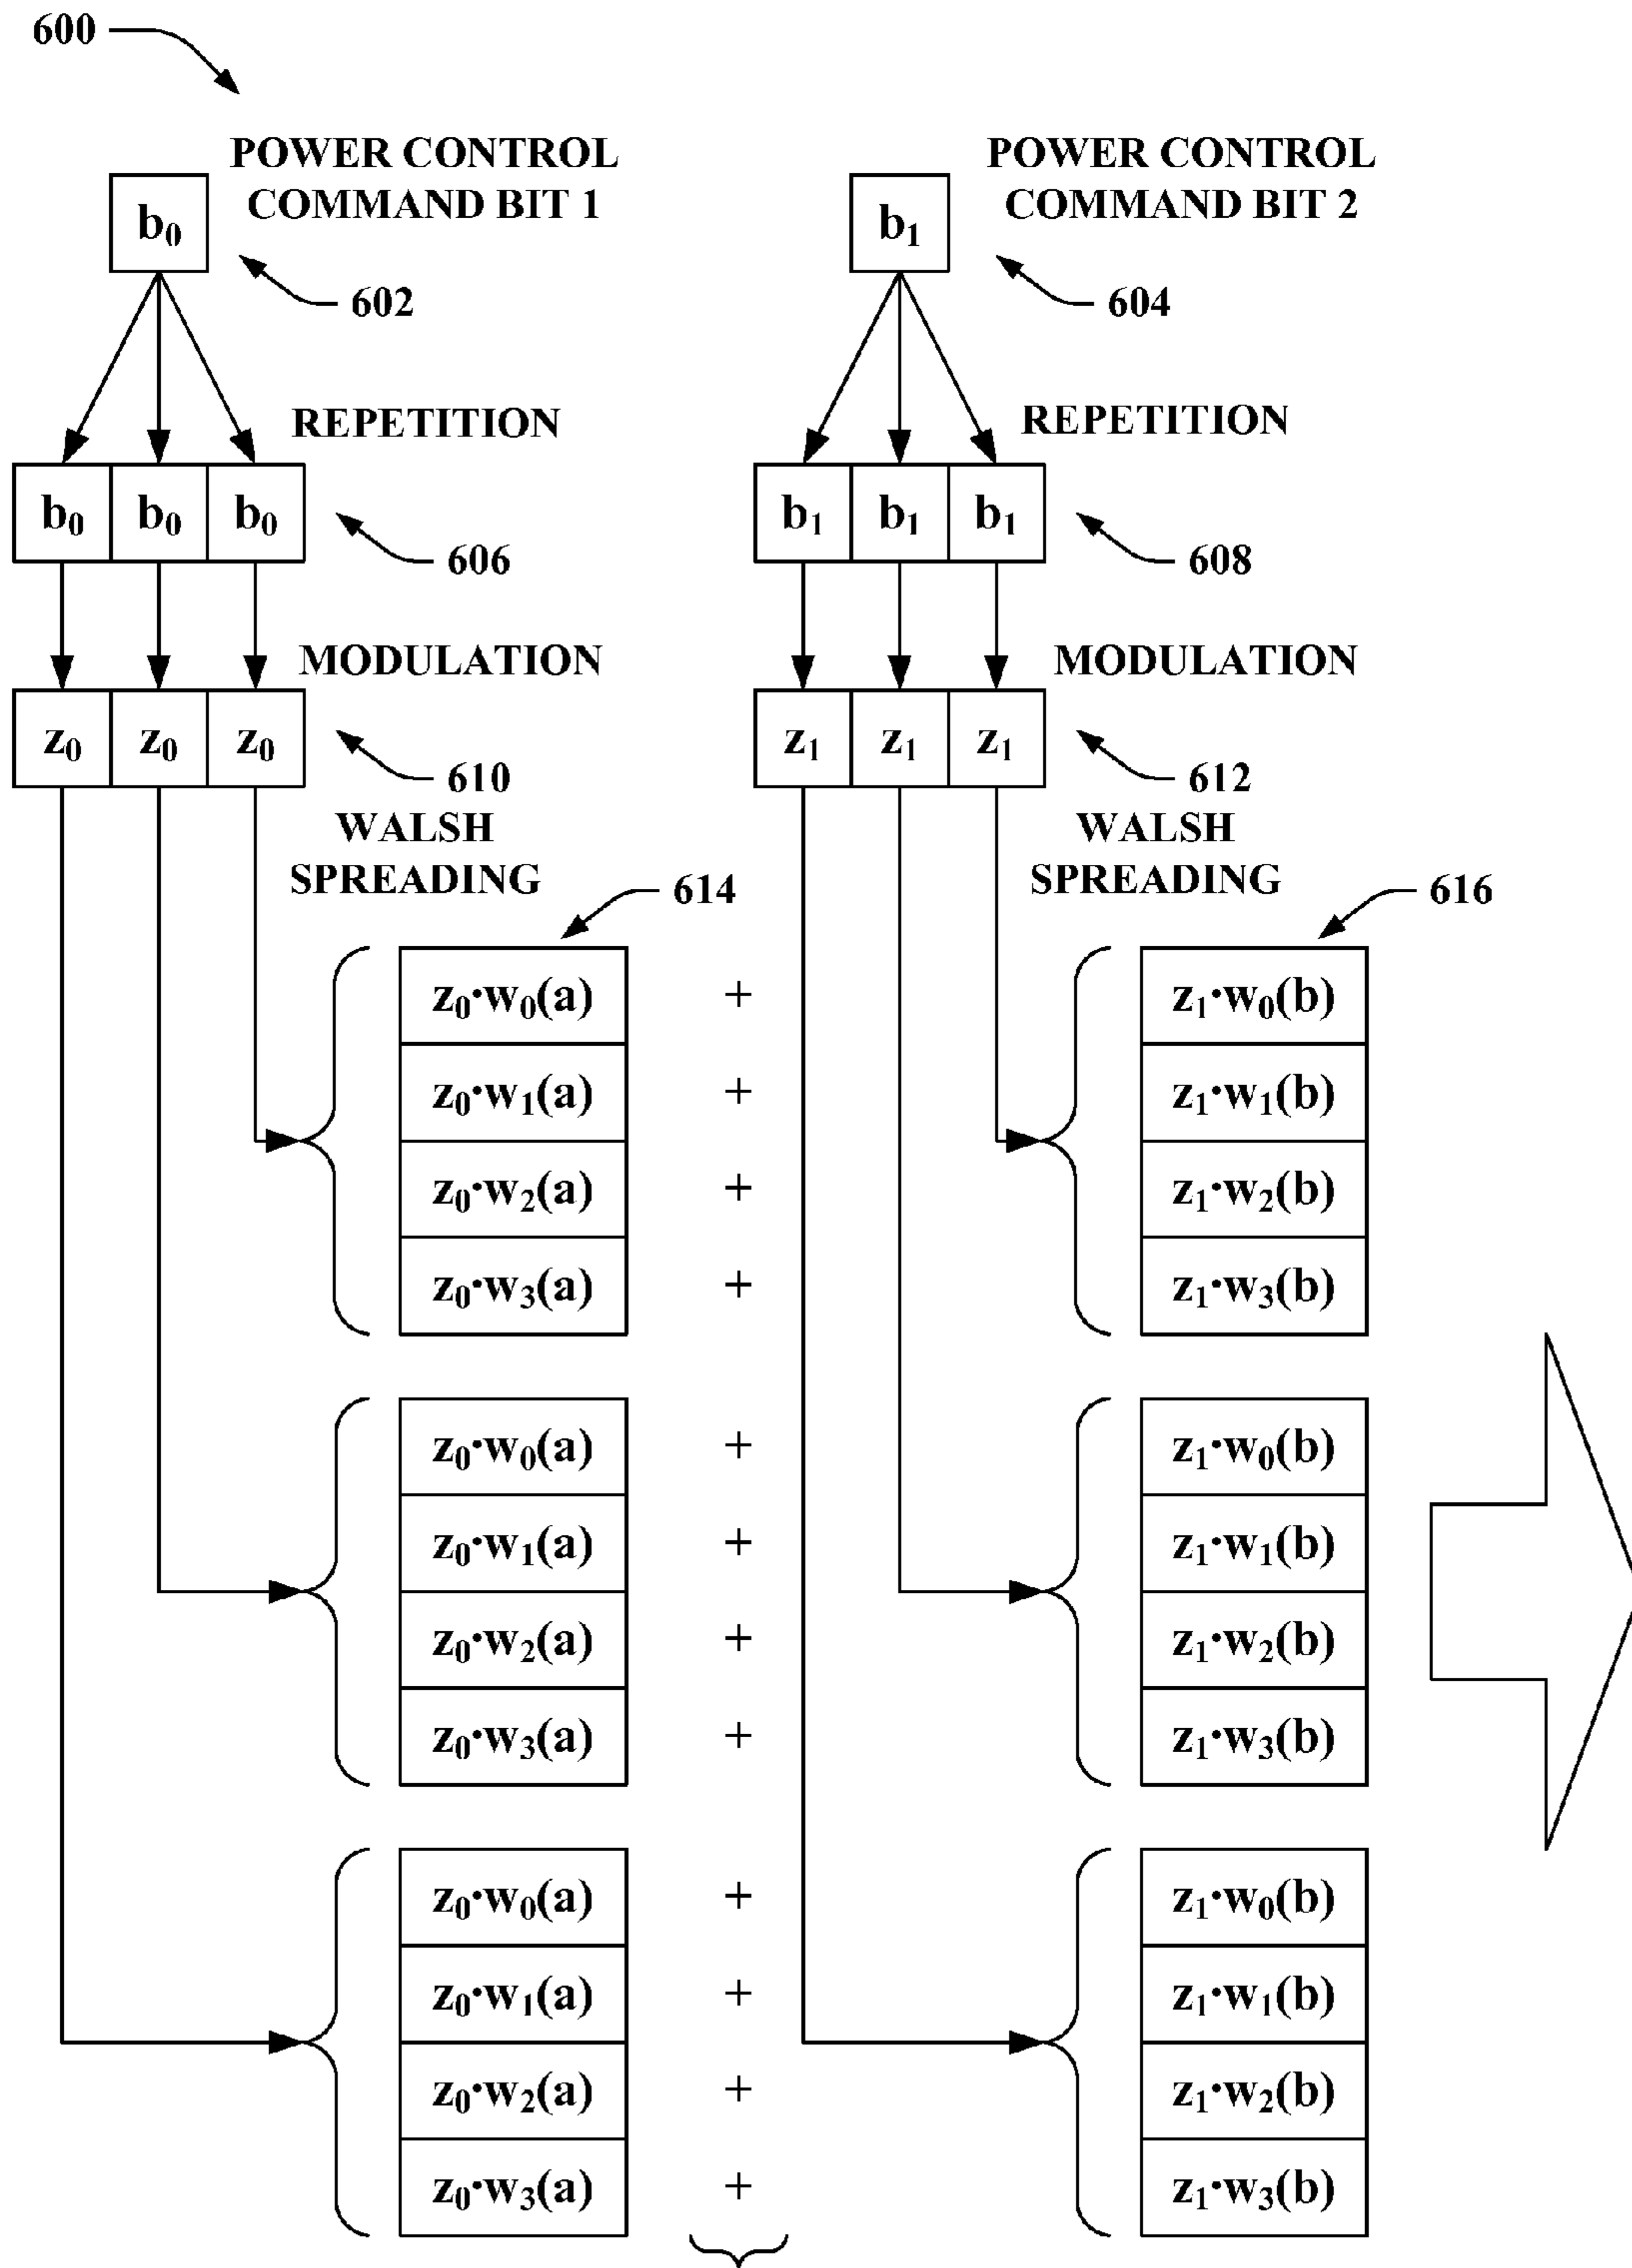 600
POWER CONTROL
COMMAND BIT 1
b₀
602
POWER CONTROL
COMMAND BIT 2
b₁
604
REPETITION
REPETITION
b₀ b₀ b₀
606
b₁ b₁ b₁
608
MODULATION
MODULATION
z₀ z₀ z₀
610
z₁ z₁ z₁
612
WALSH
SPREADING
614
WALSH
SPREADING
616
z₀·w₀(a) + z₁·w₀(b)
z₀·w₁(a) + z₁·w₁(b)
z₀·w₂(a) + z₁·w₂(b)
z₀·w₃(a) + z₁·w₃(b)
z₀·w₀(a) + z₁·w₀(b)
z₀·w₁(a) + z₁·w₁(b)
z₀·w₂(a) + z₁·w₂(b)
z₀·w₃(a) + z₁·w₃(b)
z₀·w₀(a) + z₁·w₀(b)
z₀·w₁(a) + z₁·w₁(b)
z₀·w₂(a) + z₁·w₂(b)
z₀·w₃(a) + z₁·w₃(b)